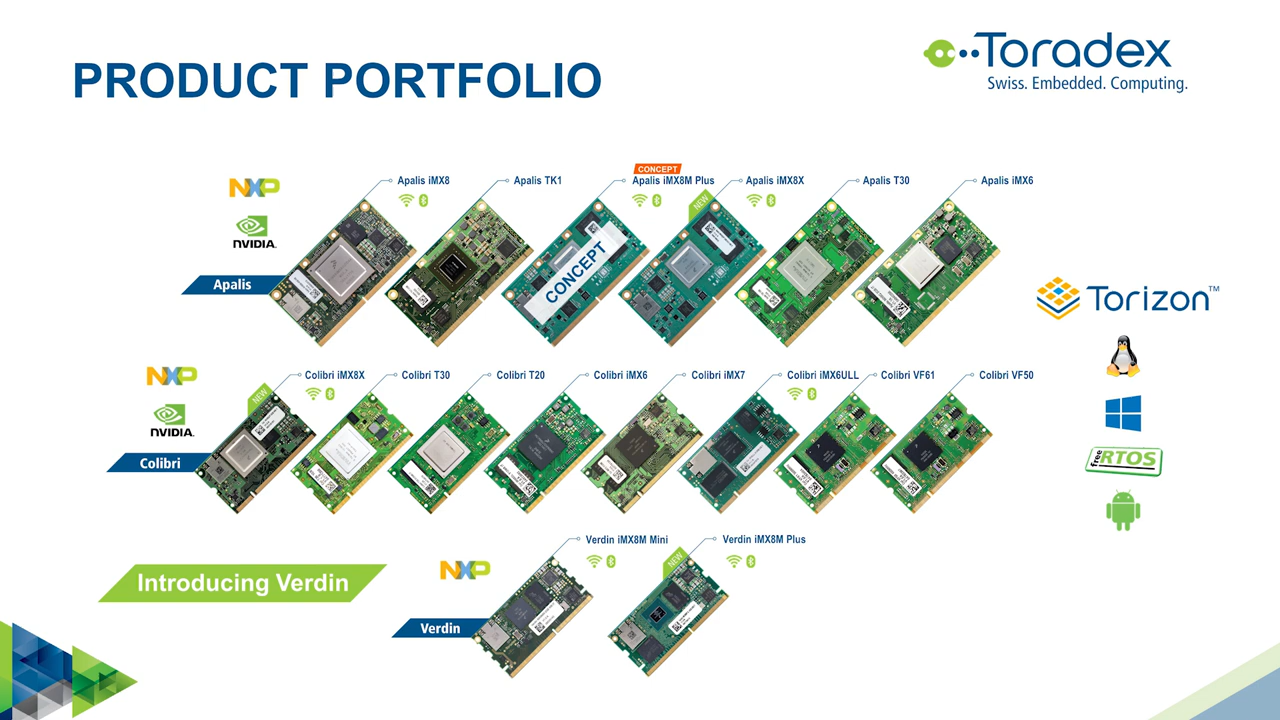 PRODUCT PORTFOLIO
Toradex
Swiss. Embedded. Computing.
NXP
NVIDIA.
Apalis
Apalis iMX8
Apalis TK1
CONCEPT
Apalis iMX8M Plus
CONCEPT
Apalis iMX8X
NEW
Apalis T30
Apalis iMX6
Torizon™
NXP
NVIDIA.
Colibri
Colibri iMX8X
NEW
Colibri T30
Colibri T20
Colibri iMX6
Colibri iMX7
Colibri iMX6ULL
Colibri VF61
Colibri VF50
free RTOS
Introducing Verdin
NXP
Verdin
Verdin iMX8M Mini
Verdin iMX8M Plus
NEW